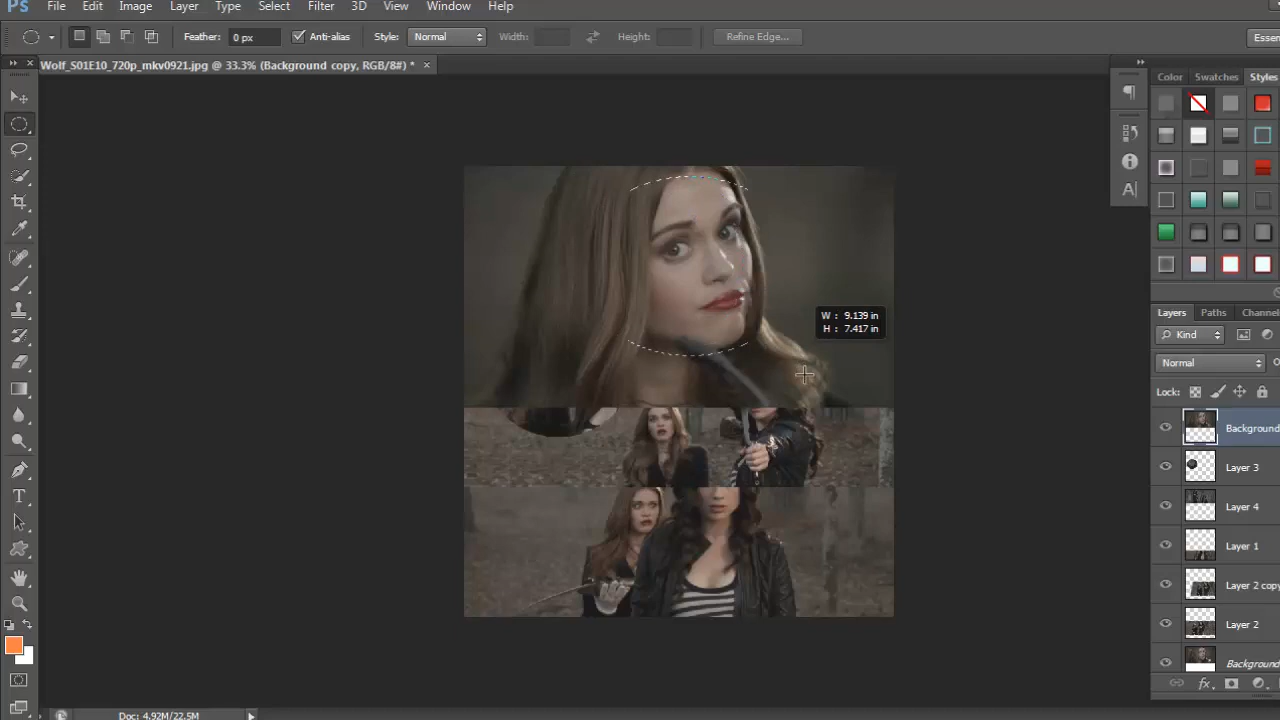 Ps File Edit Image Layer Type Select Filter 3D View Window Help
Feather: 0 px Anti-alias Style: Normal Width: Height: Refine Edge... Essen
Wolf_S01E10_720p_mkv0921.jpg @ 33.3% (Background copy, RGB/8#) * ×
Color Swatches Styles
W : 9.139 in
H : 7.417 in
Layers Paths Channel
Kind
Normal
Lock:
Background
Layer 3
Layer 4
Layer 1
Layer 2 copy
Layer 2
Background
fx
Doc: 4.92M/22.5M